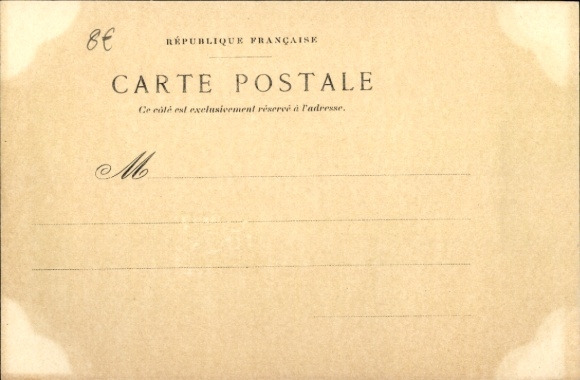 8€
RÉPUBLIQUE FRANÇAISE
CARTE POSTALE
Ce côté est exclusivement réservé à l'adresse.
M